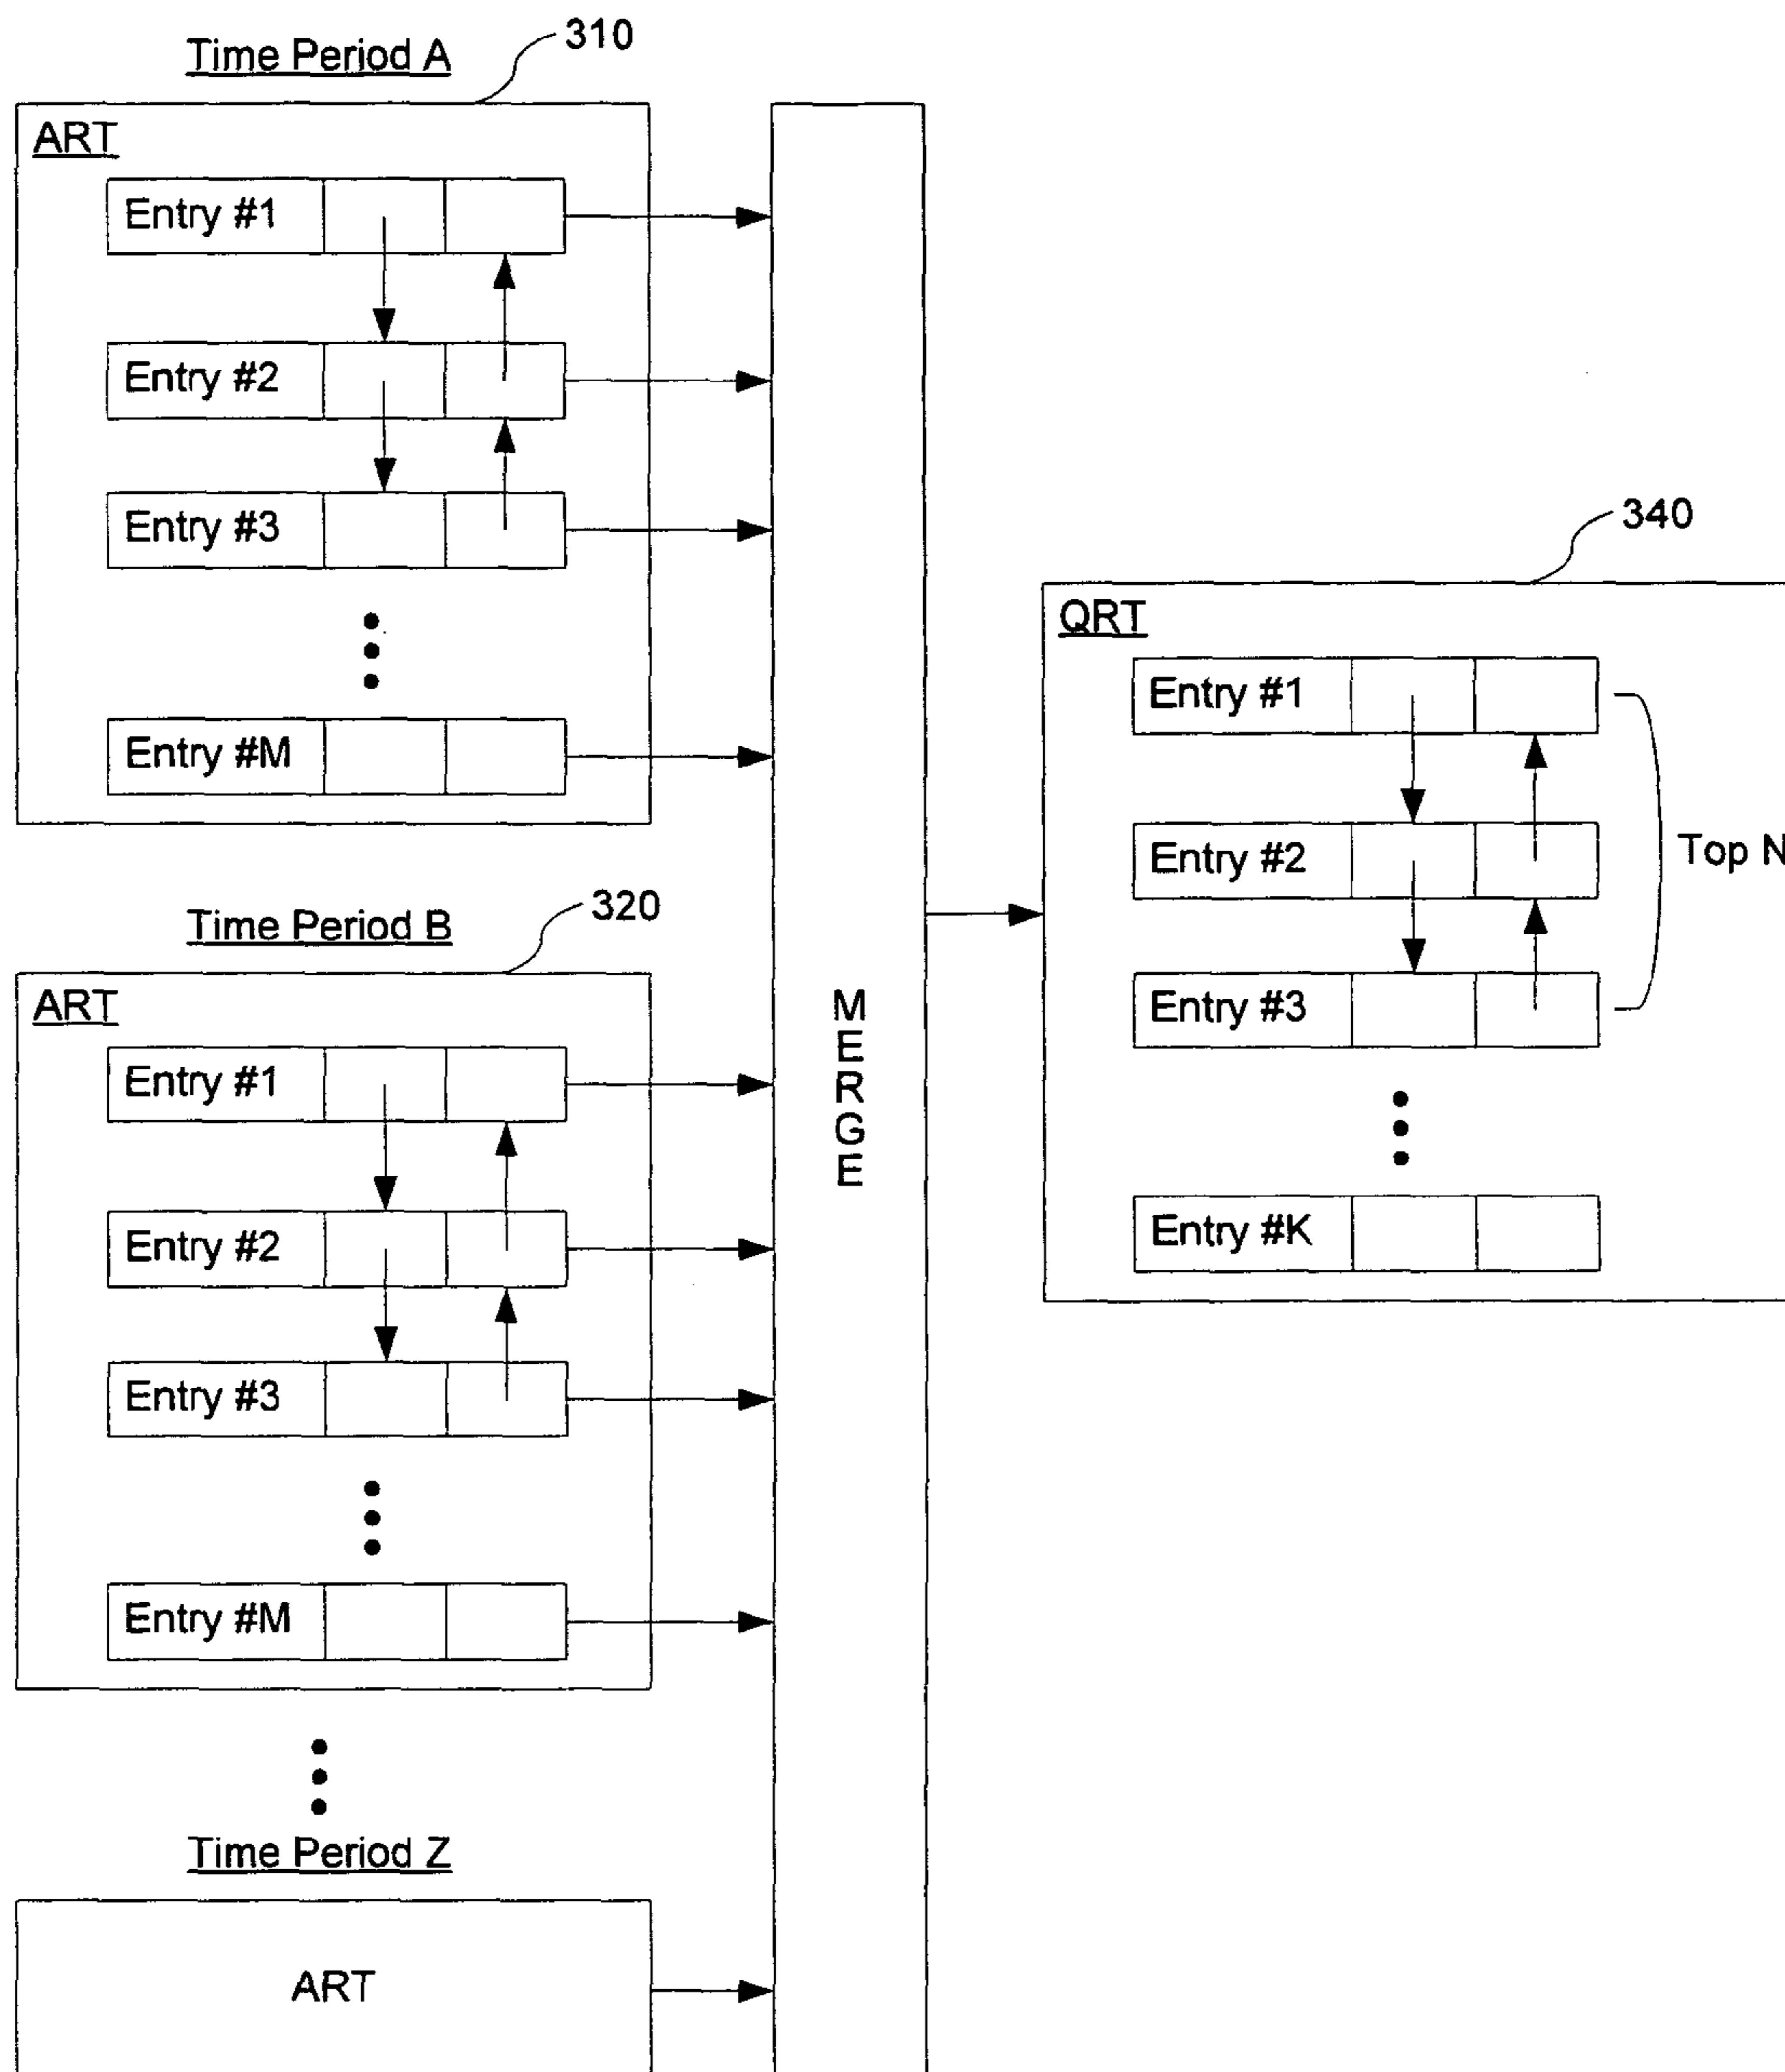 Time Period A
310
ART
Entry #1
Entry #2
Entry #3
Entry #M
Time Period B
320
ART
Entry #1
Entry #2
Entry #3
Entry #M
Time Period Z
ART
MERGE
340
QRT
Entry #1
Entry #2
Entry #3
Entry #K
Top N